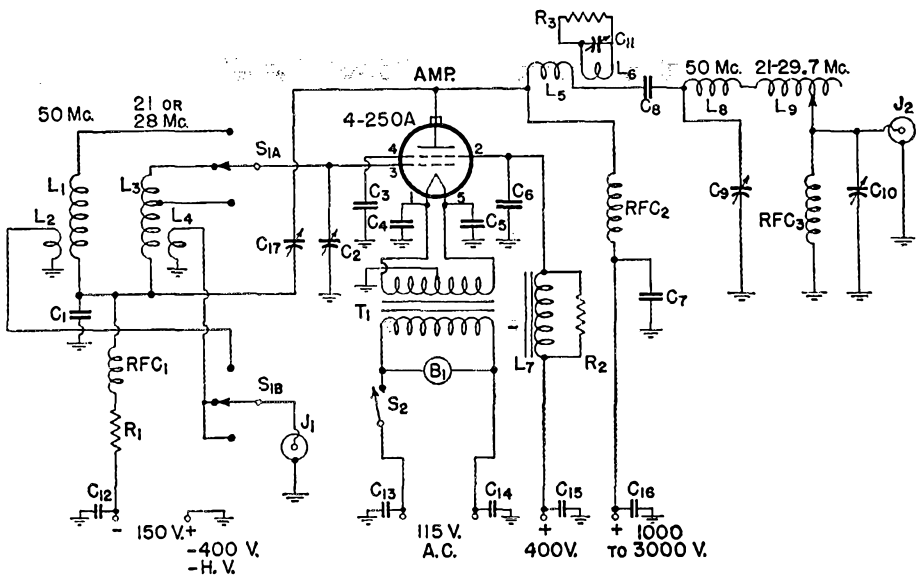 R3
C11
L6
AMP.
L5
C8
50 Mc.
21-29.7 Mc.
L8
L9
J2
50 Mc.
21 OR
28 Mc.
4-250A
S1A
4
3
2
1
5
L1
L3
L2
L4
C3
C4
C5
C6
RFC2
C9
RFC3
C10
C17
C2
C1
T1
L7
R2
C7
RFC1
B1
S2
S1B
J1
R1
C12
C13
C14
C15
C16
-
150 V.
+
-400 V.
-H. V.
115 V.
A.C.
+
400V.
+
1000
TO 3000 V.